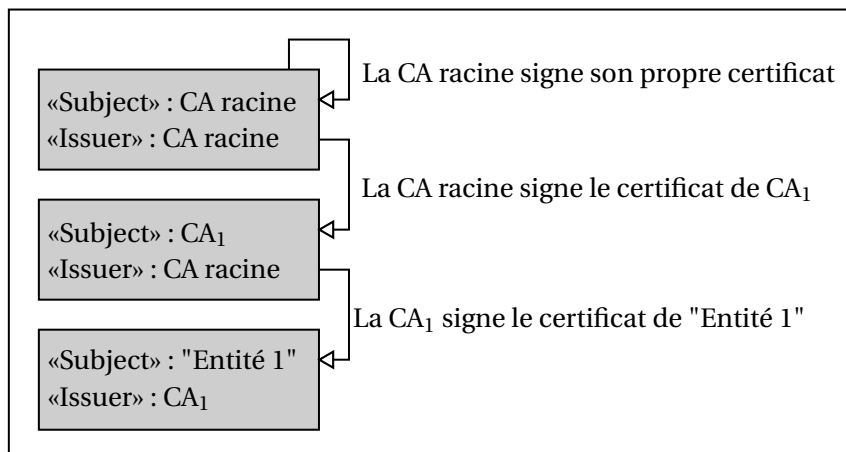 La CA racine signe son propre certificat
«Subject» : CA racine
«Issuer» : CA racine
La CA racine signe le certificat de CA₁
«Subject» : CA₁
«Issuer» : CA racine
La CA₁ signe le certificat de "Entité 1"
«Subject» : "Entité 1"
«Issuer» : CA₁